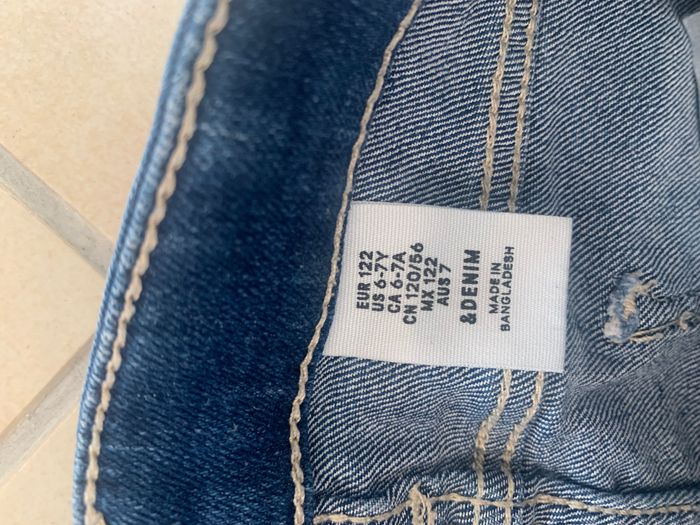 EUR 122
US 6-7Y
CA 6-7A
CN 120/56
MX 122
AUS 7
&DENIM
MADE IN
BANGLADESH